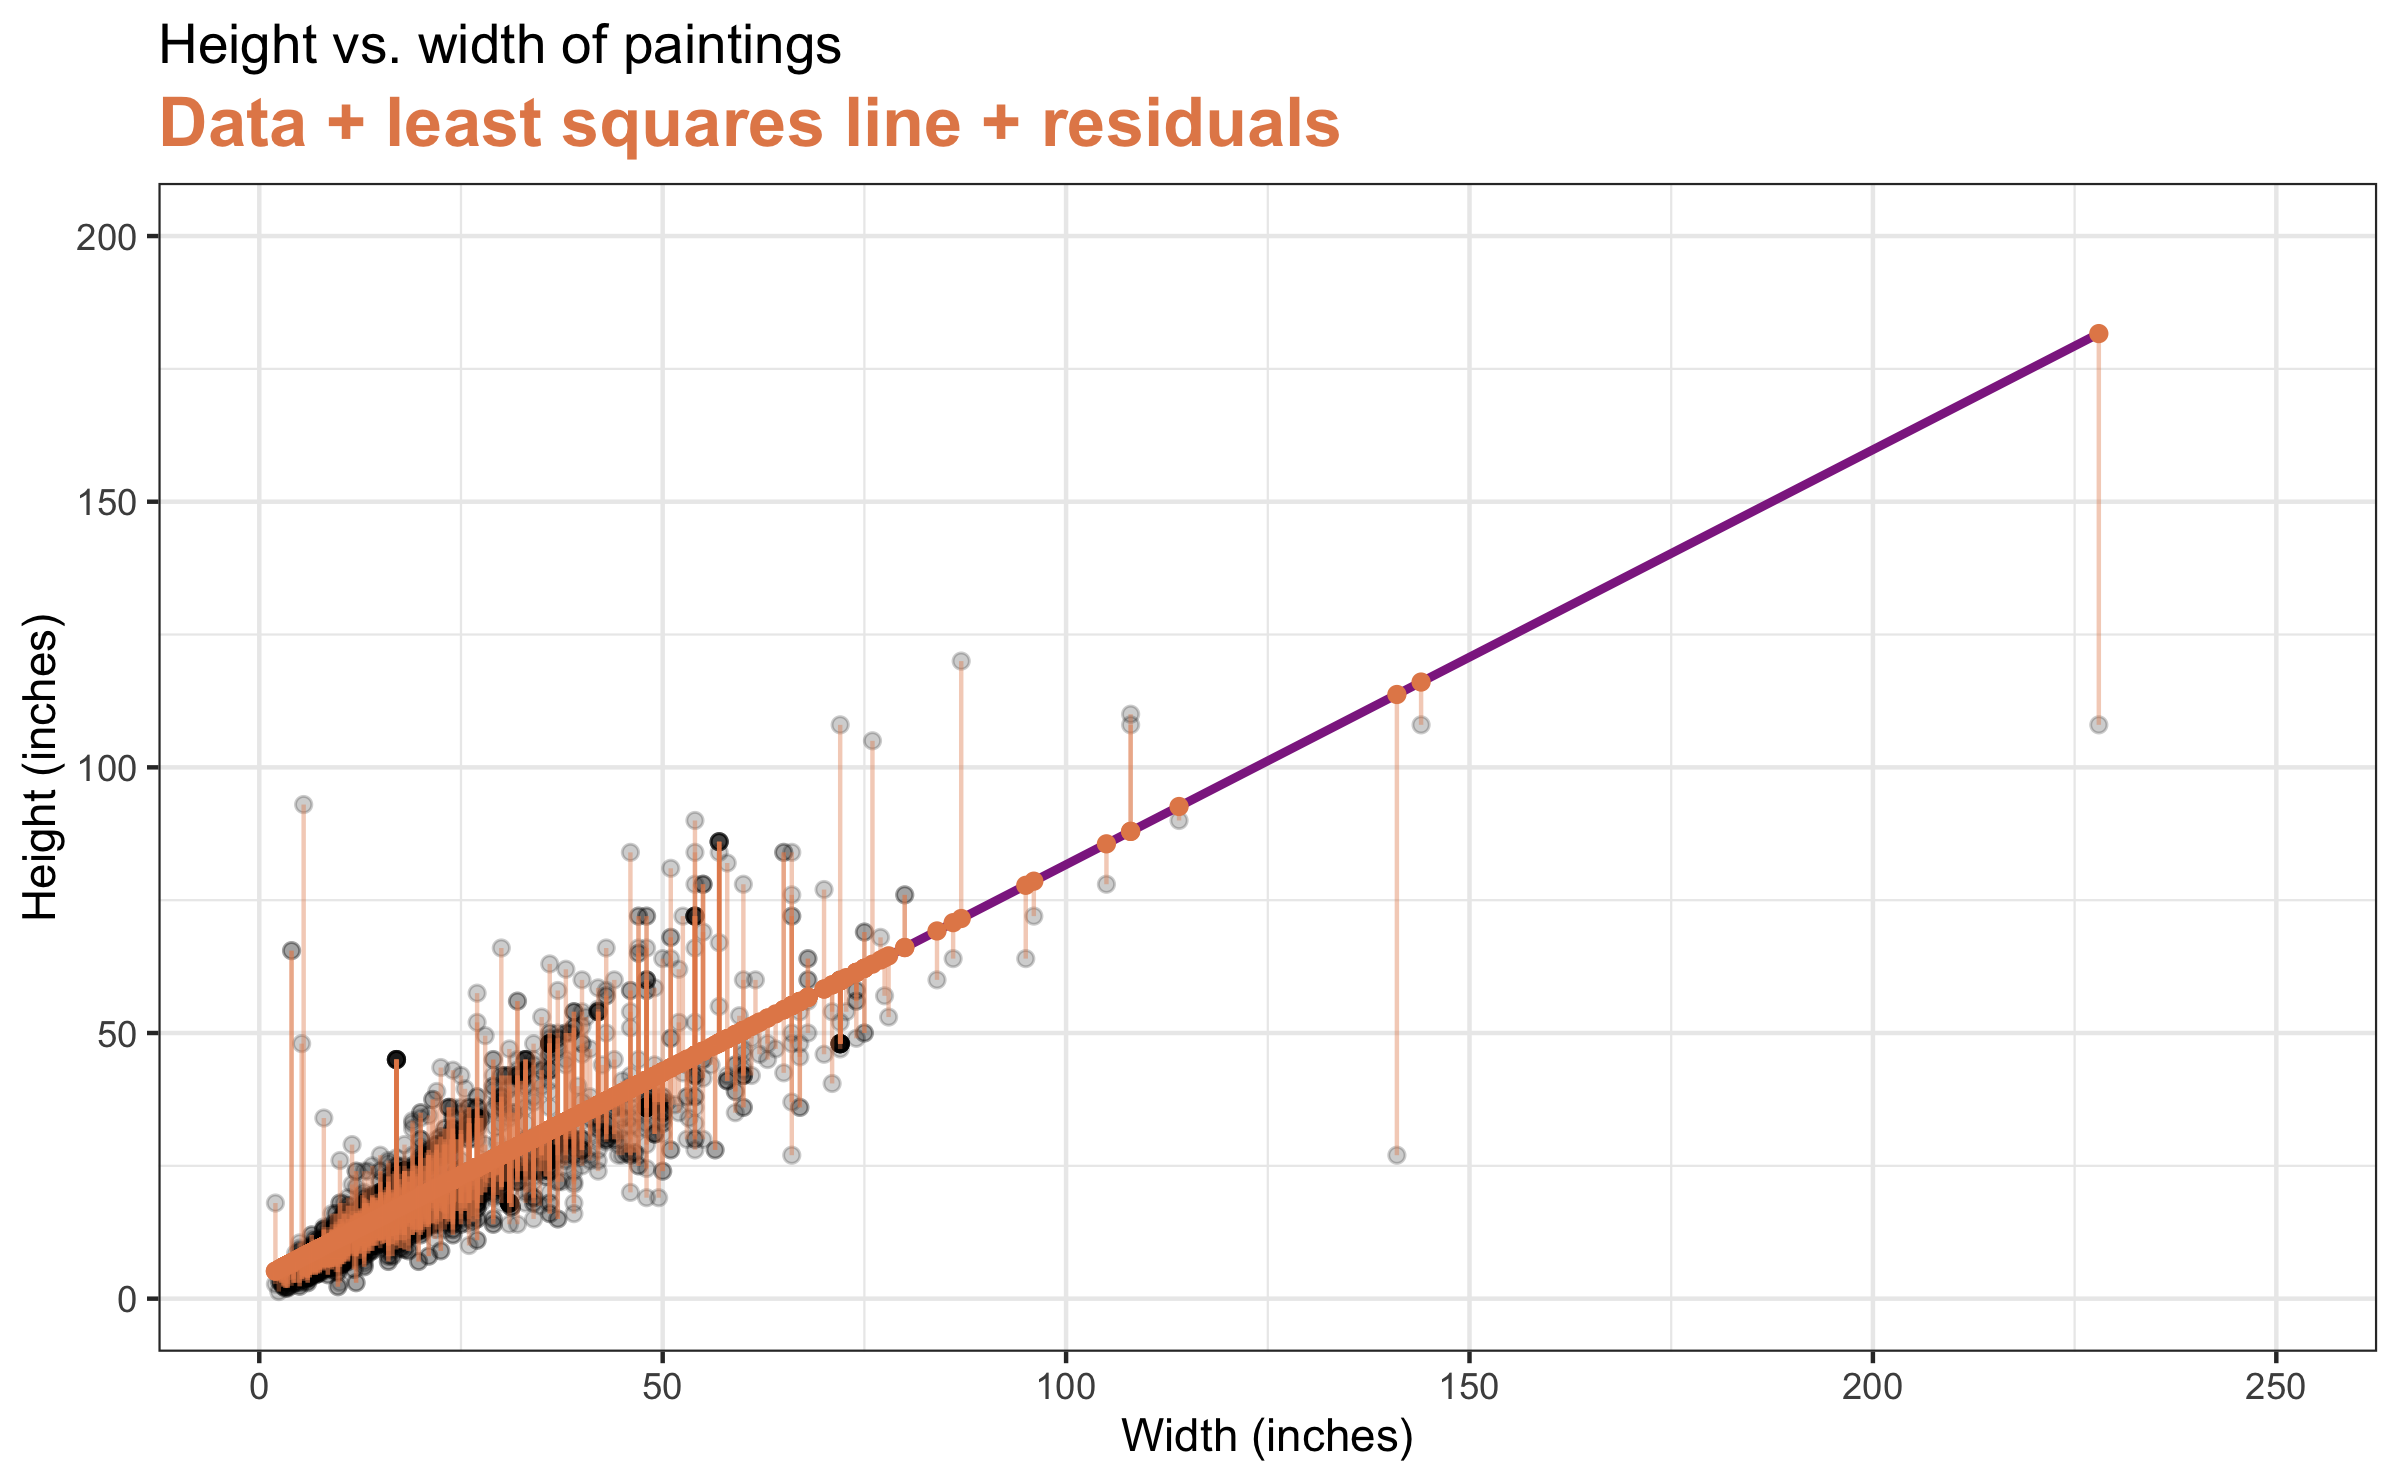 Height vs. width of paintings
Data + least squares line + residuals
200
150
100
50
0
Height (inches)
0 50 100 150 200 250
Width (inches)